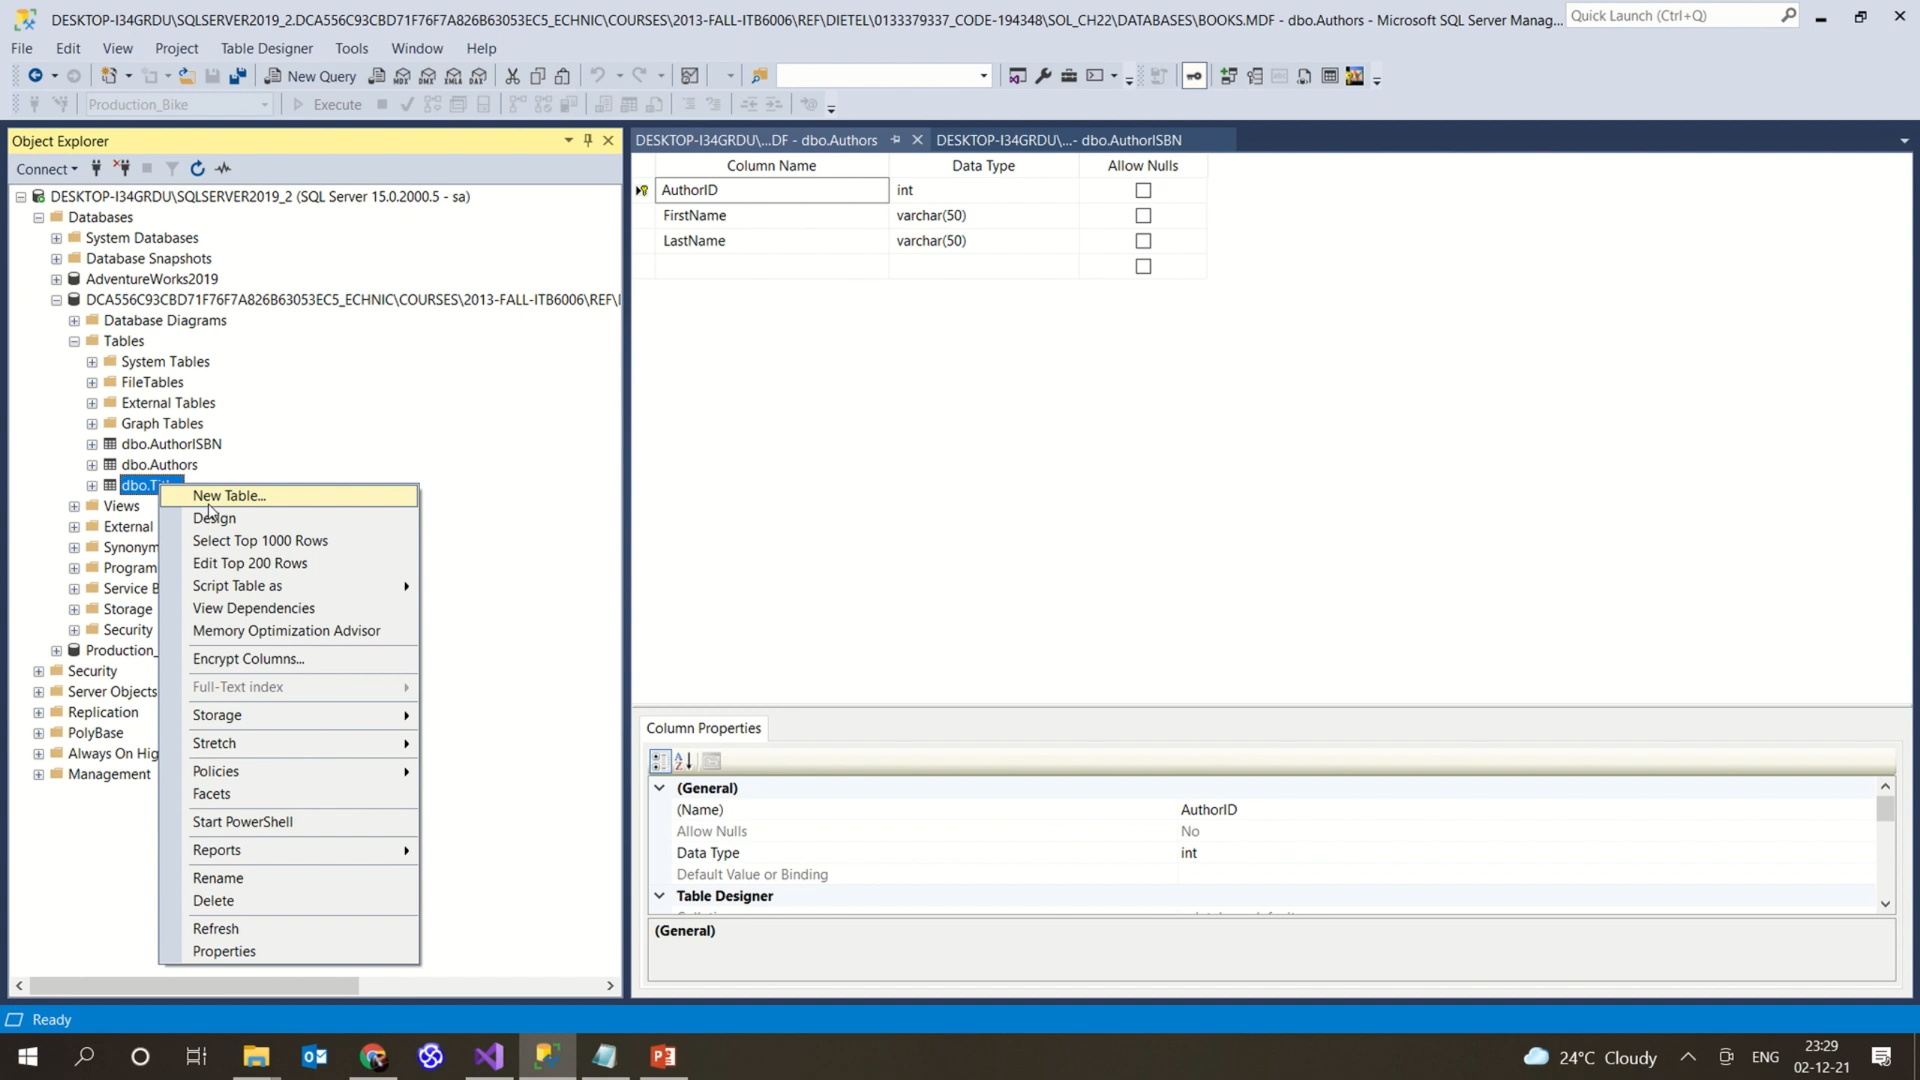 DESKTOP-I34GRDU\SQLSERVER2019_2.DCA556C93CBD71F76F7A826B63053EC5_ECHNIC\COURSES\2013-FALL-ITB6006\REF\DIETEL\0133379337_CODE-194348\SOL_CH22\DATABASES\BOOKS.MDF - dbo.Authors - Microsoft SQL Server Manag...
Quick Launch (Ctrl+Q)
File Edit View Project Table Designer Tools Window Help
New Query
MDX DMX XMLA DAX
Production_Bike
Execute
Object Explorer
Connect
DESKTOP-I34GRDU\SQLSERVER2019_2 (SQL Server 15.0.2000.5 - sa)
Databases
System Databases
Database Snapshots
AdventureWorks2019
DCA556C93CBD71F76F7A826B63053EC5_ECHNIC\COURSES\2013-FALL-ITB6006\REF\
Database Diagrams
Tables
System Tables
FileTables
External Tables
Graph Tables
dbo.AuthorISBN
dbo.Authors
Views
External
Storage
Security
Production_
Security
Server Objects
Replication
PolyBase
Always On
Management
New Table...
Design
Select Top 1000 Rows
Edit Top 200 Rows
Script Table as
View Dependencies
Memory Optimization Advisor
Encrypt Columns...
Full-Text index
Storage
Stretch
Policies
Facets
Start PowerShell
Reports
Rename
Delete
Refresh
Properties
DESKTOP-I34GRDU\...DF - dbo.Authors
DESKTOP-I34GRDU\...- dbo.AuthorISBN
Column Name Data Type Allow Nulls
AuthorID int
FirstName varchar(50)
LastName varchar(50)
Column Properties
(General)
(Name) AuthorID
Allow Nulls No
Data Type int
Default Value or Binding
Table Designer
(General)
Ready
24°C Cloudy
ENG
23:29
02-12-21